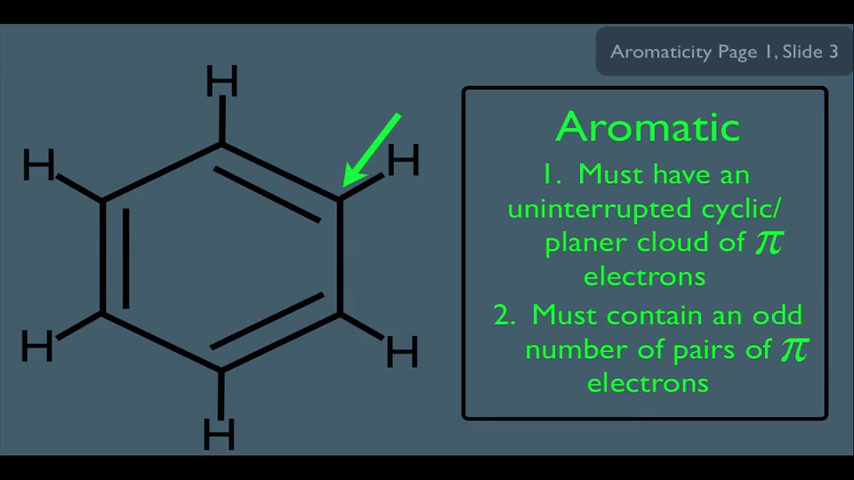 Aromaticity Page 1, Slide 3
H
H
H
H
H
H
Aromatic
1. Must have an
uninterrupted cyclic/
planer cloud of π
electrons
2. Must contain an odd
number of pairs of π
electrons